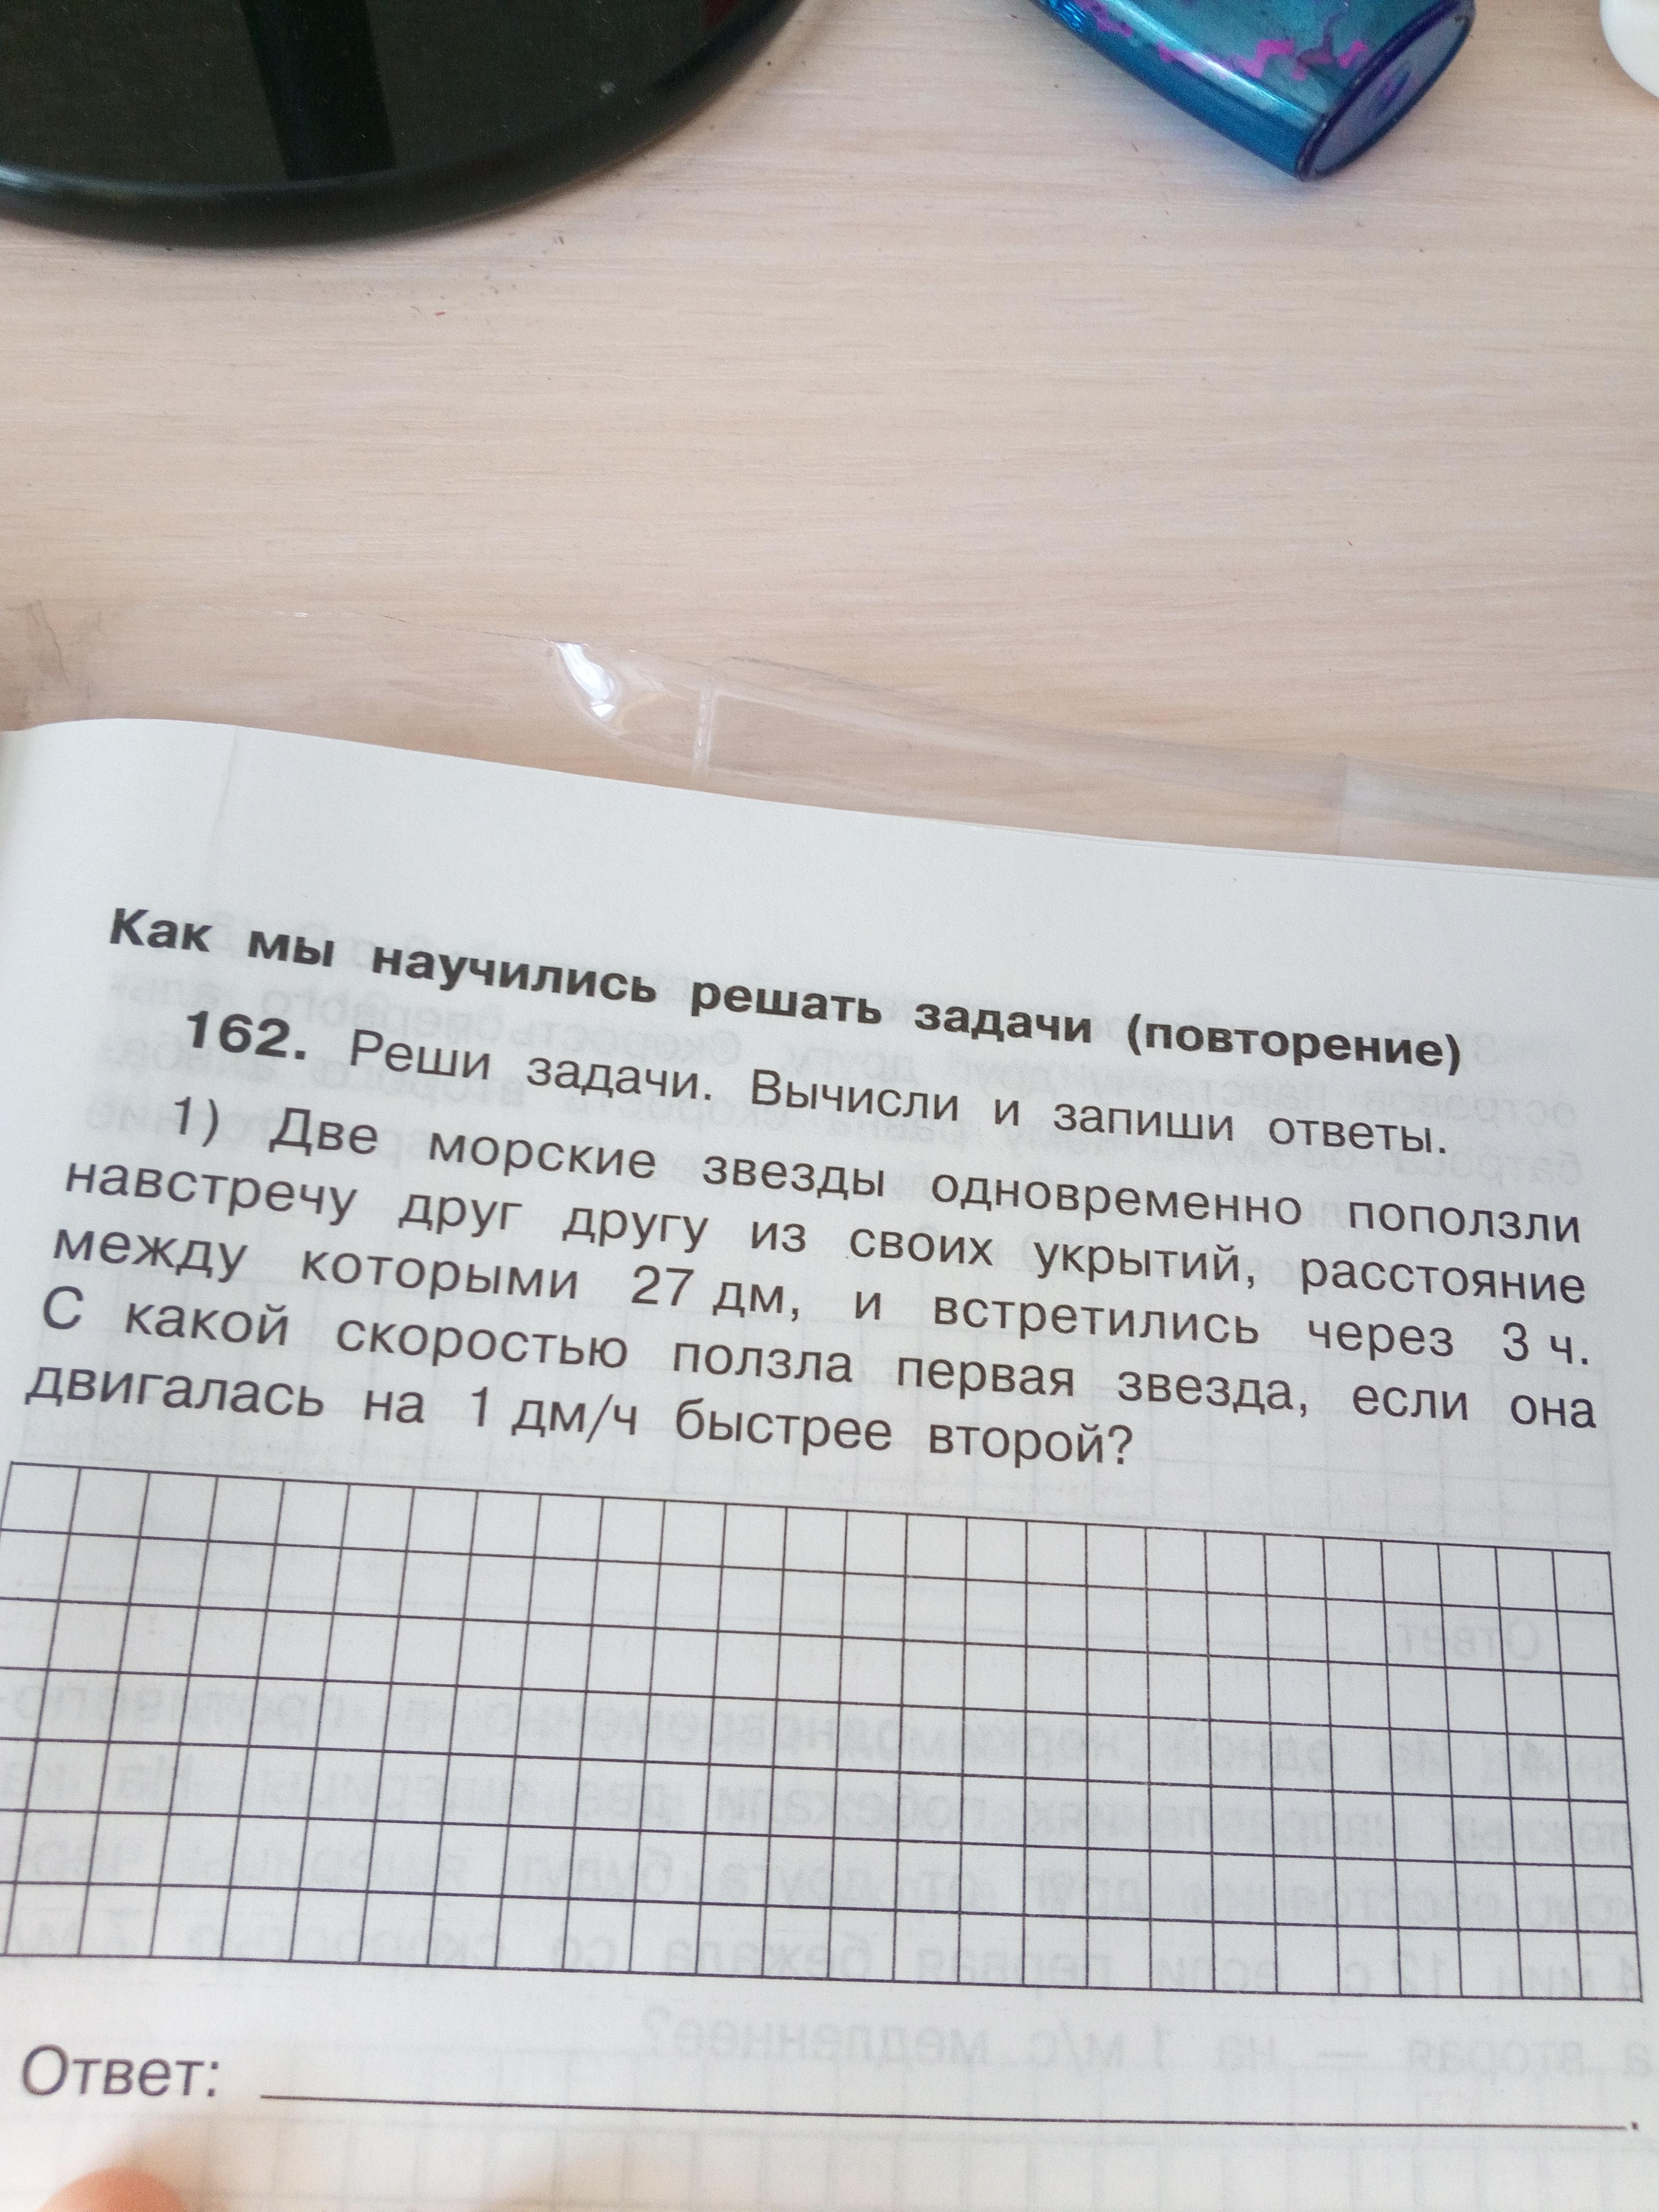 Как мы научились решать задачи (повторение)
162. Реши задачи. Вычисли и запиши ответы.
1) Две морские звезды одновременно поползли
навстречу друг другу из своих укрытий, расстояние
между которыми 27 дм, и встретились через 3 ч.
С какой скоростью ползла первая звезда, если она
двигалась на 1 дм/ч быстрее второй?
Ответ: